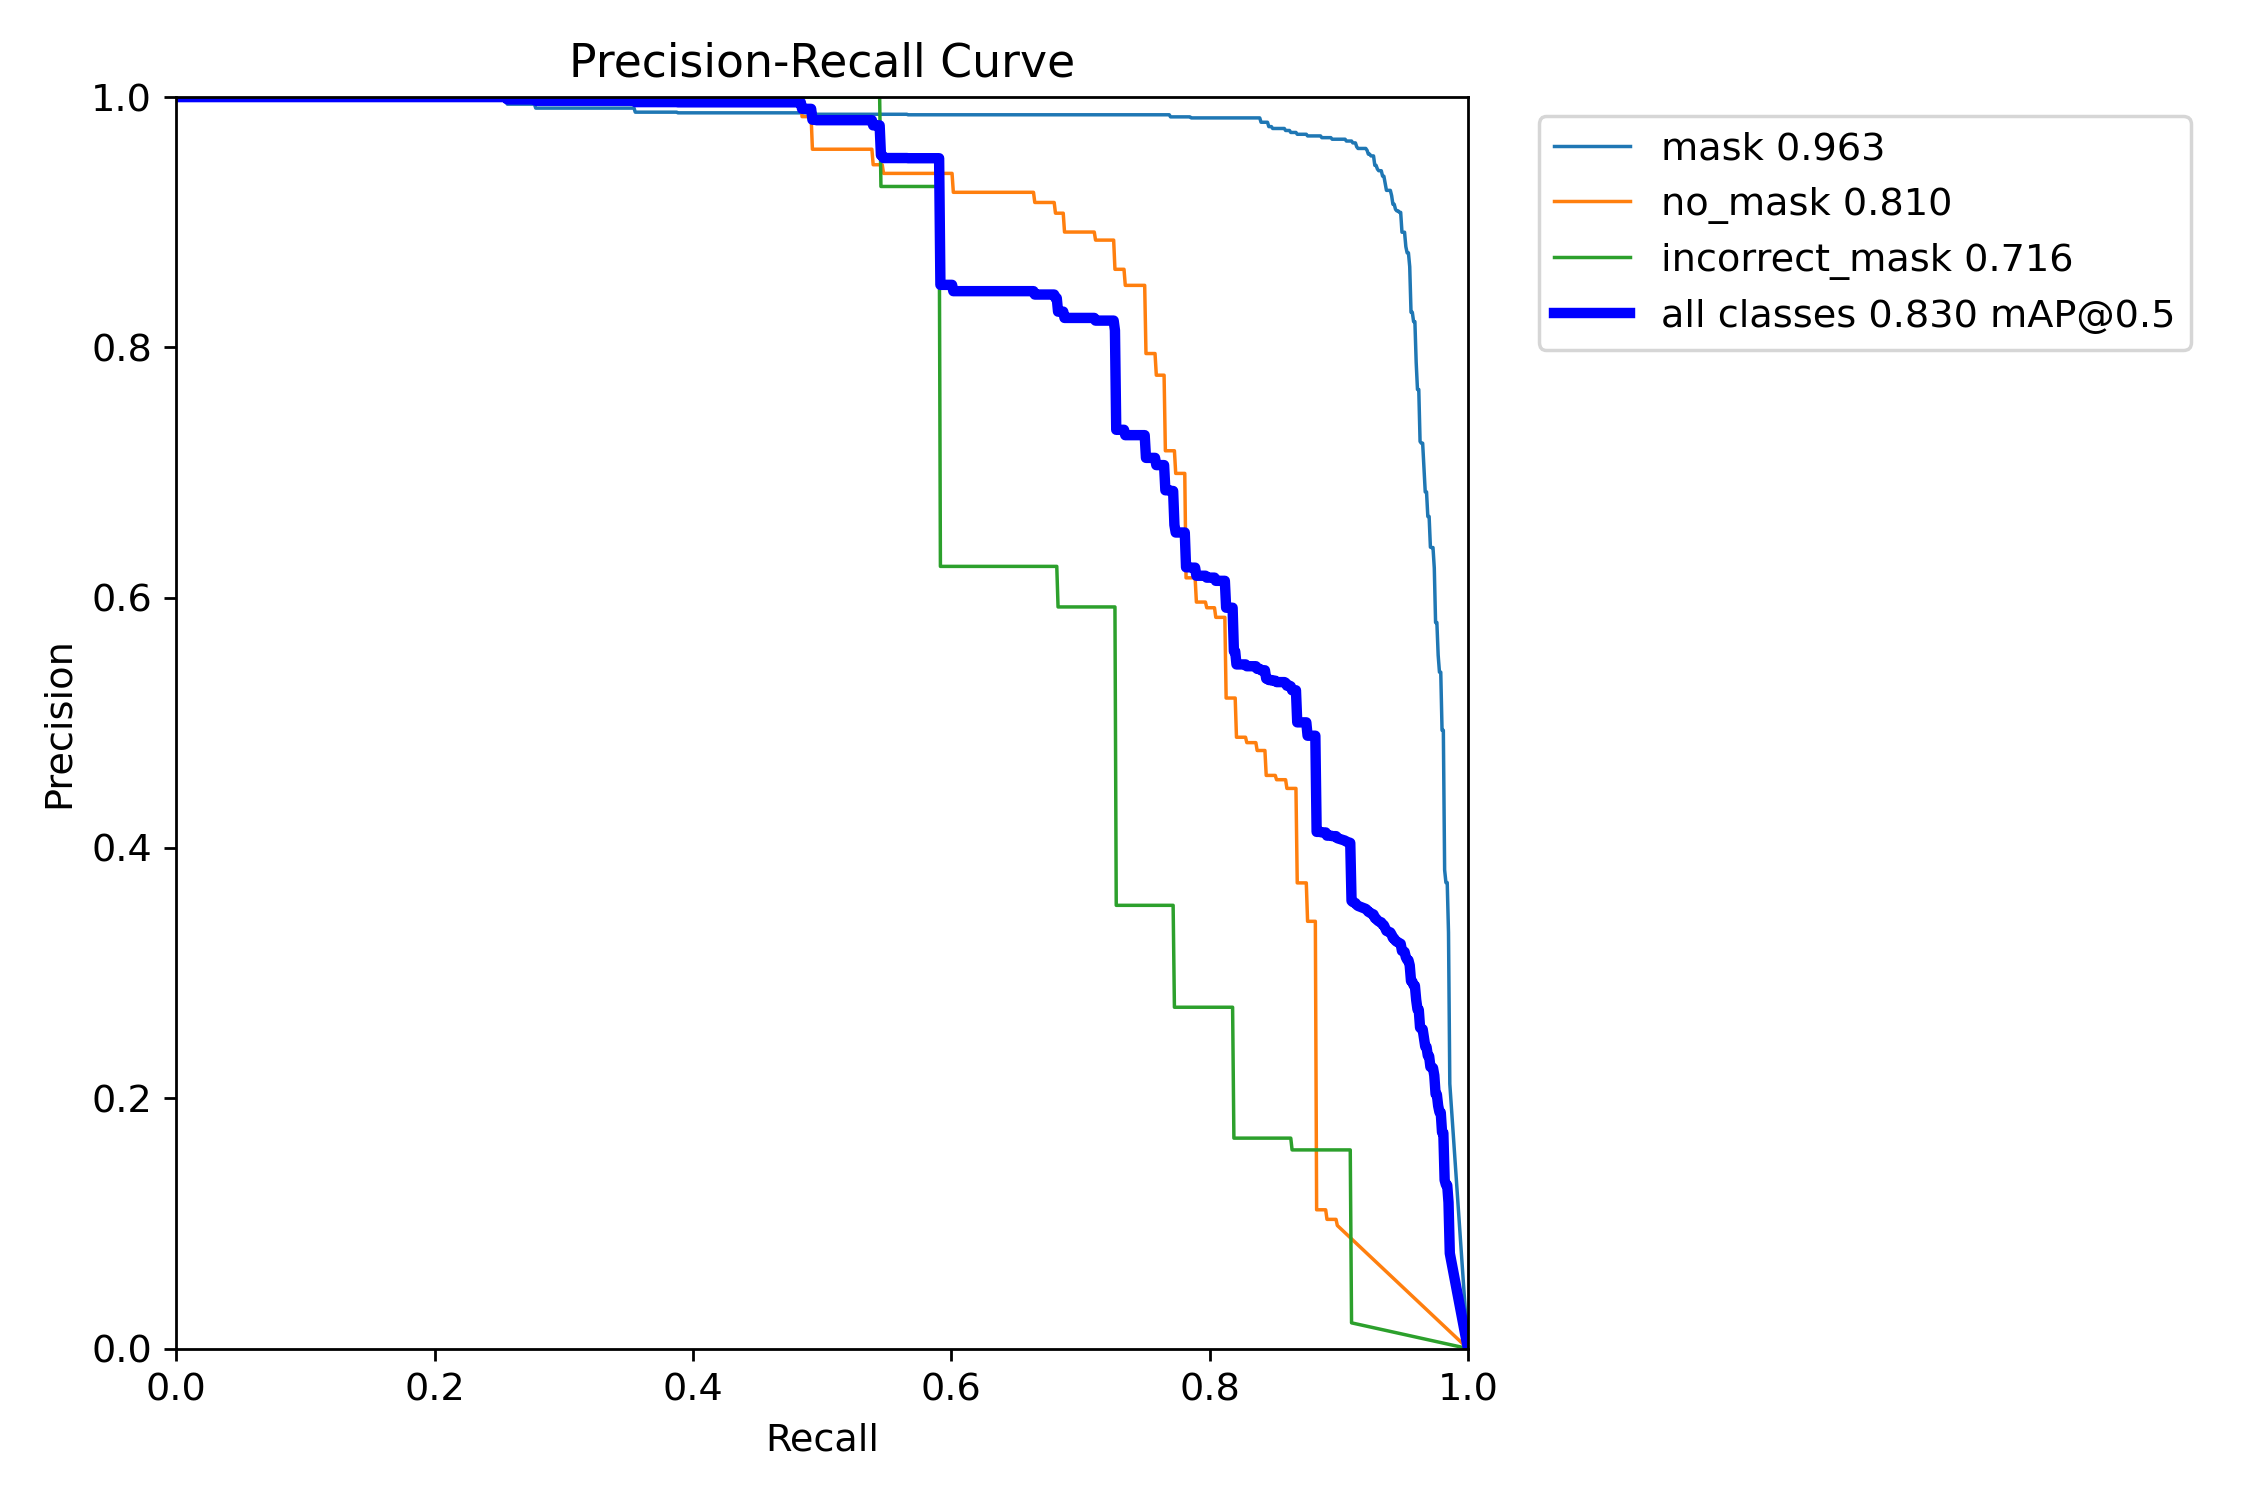 Precision-Recall Curve
1.0
0.8
0.6
0.4
0.2
0.0
Precision
0.0 0.2 0.4 0.6 0.8 1.0
Recall
mask 0.963
no_mask 0.810
incorrect_mask 0.716
all classes 0.830 mAP@0.5